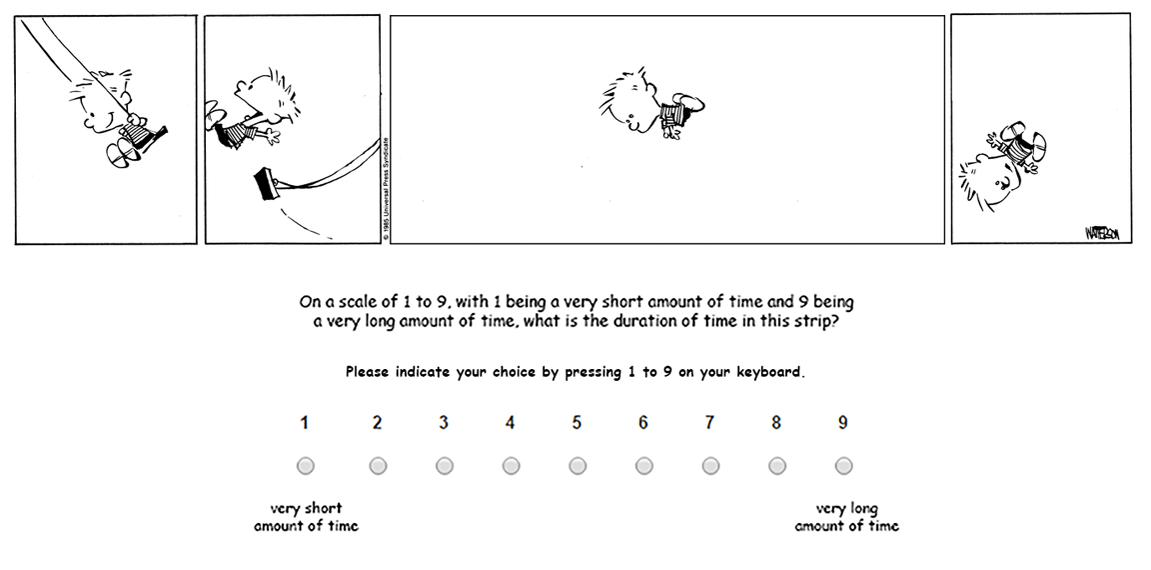 © 1985 Universal Press Syndicate
WATTERSON
On a scale of 1 to 9, with 1 being a very short amount of time and 9 being
a very long amount of time, what is the duration of time in this strip?
Please indicate your choice by pressing 1 to 9 on your keyboard.
1 2 3 4 5 6 7 8 9
very short very long
amount of time amount of time